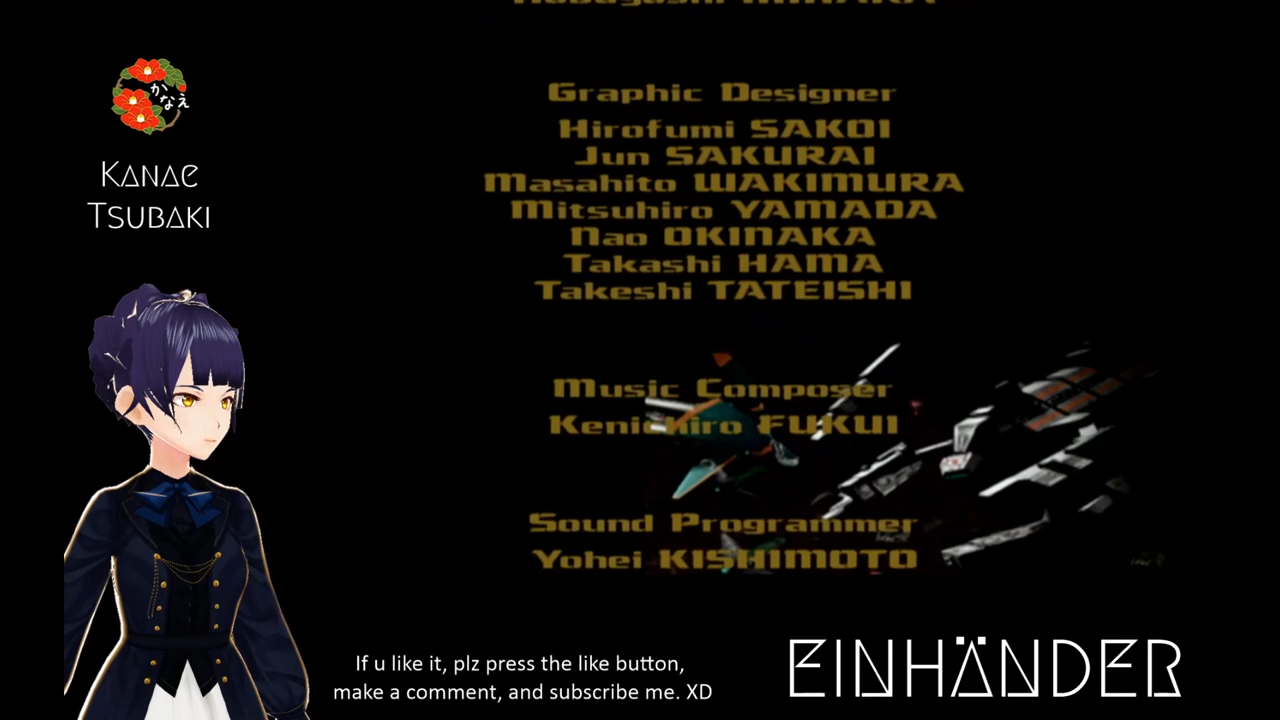 かなえ
KANAE
TSUBAKI
Graphic Designer
Hirofumi SAKOI
Jun SAKURAI
Masahito WAKIMURA
Mitsuhiro YAMADA
Nao OKINAKA
Takashi HAMA
Takeshi TATEISHI
Music Composer
Kenichiro FUKUI
Sound Programmer
Yohei KISHIMOTO
If u like it, plz press the like button,
make a comment, and subscribe me. XD
EINHÄNDER